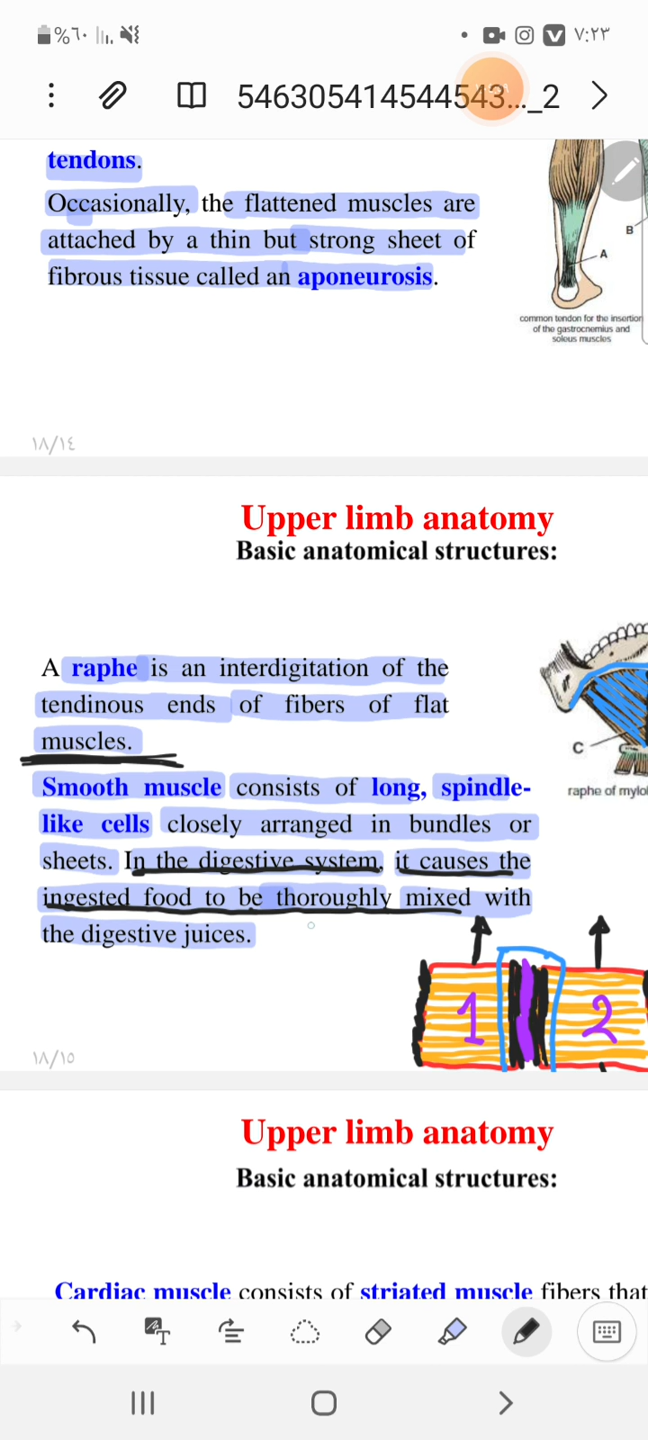 %٦٠
٧:٢٣
546305414544543..._2
tendons.
Occasionally, the flattened muscles are
attached by a thin but strong sheet of
fibrous tissue called an aponeurosis.
B
A
common tendon for the insertion
of the gastrocnemius and
soleus muscles
١٨/١٤
Upper limb anatomy
Basic anatomical structures:
A raphe is an interdigitation of the
tendinous ends of fibers of flat
muscles.
C
raphe of mylo
Smooth muscle consists of long, spindle-
like cells closely arranged in bundles or
sheets. In the digestive system, it causes the
ingested food to be thoroughly mixed with
the digestive juices.
1 2
١٨/١٥
Upper limb anatomy
Basic anatomical structures:
Cardiac muscle consists of striated muscle fibers that